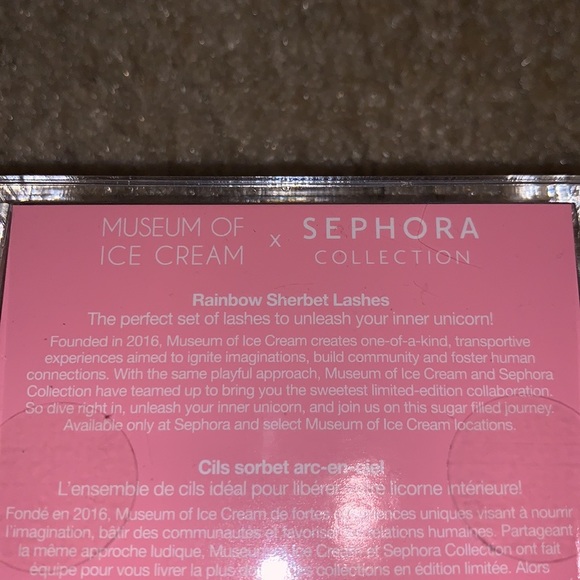 MUSEUM OF
ICE CREAM x SEPHORA
COLLECTION
Rainbow Sherbet Lashes
The perfect set of lashes to unleash your inner unicorn!
Founded in 2016, Museum of Ice Cream creates one-of-a-kind, transportive
experiences aimed to ignite imaginations, build community and foster human
connections. With the same playful approach, Museum of Ice Cream and Sephora
Collection have teamed up to bring you the sweetest limited-edition collaboration.
So dive right in, unleash your inner unicorn, and join us on this sugar filled journey.
Available only at Sephora and select Museum of Ice Cream locations.
Cils sorbet arc-en-ciel
L'ensemble de cils idéal pour libérer licorne intérieure!
Fondé en 2016, Museum of Ice Cream de fortes uniques visant à nourir
l'imagination, bâtir des communautés et favoris relations humaines. Partageant
la même approche ludique, Museum Ice Cream et Sephora Collection ont fait
équipe pour vous livrer la plus des collections en édition limitée. Alors